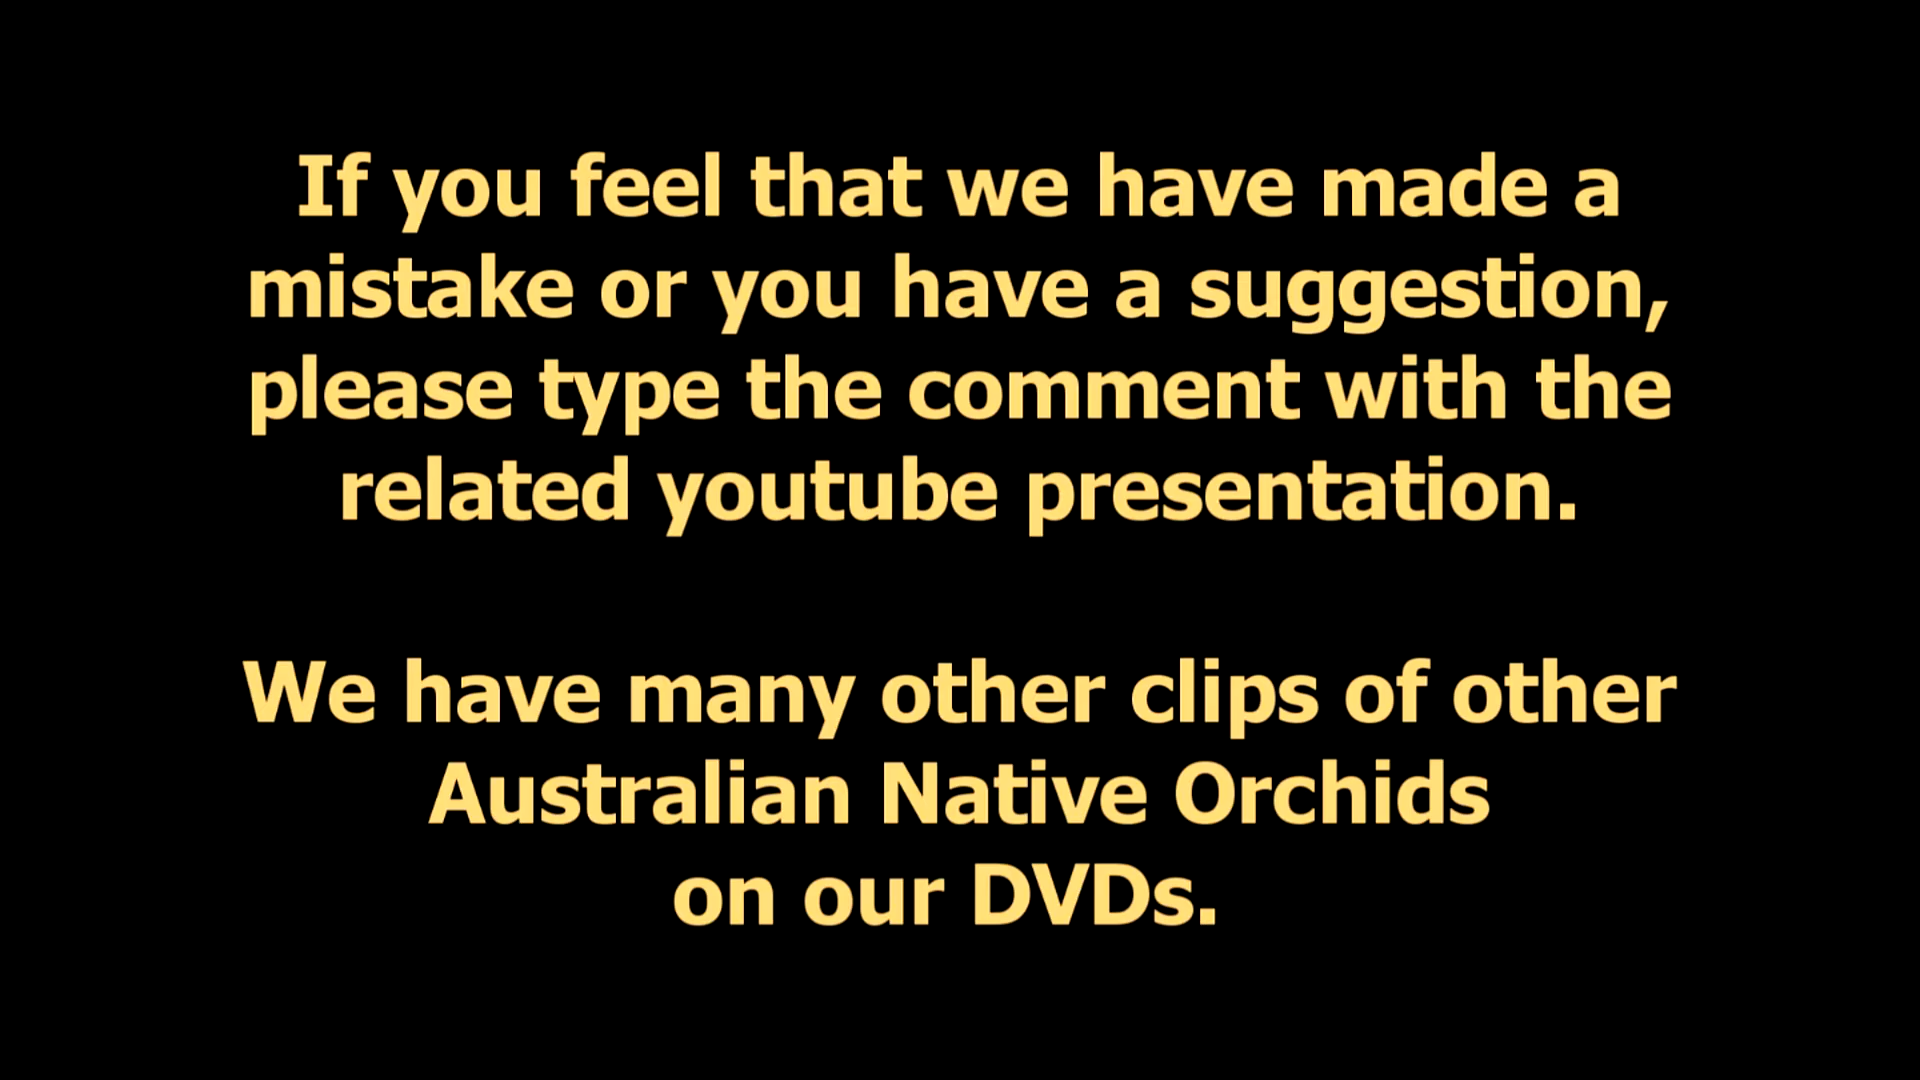 If you feel that we have made a
mistake or you have a suggestion,
please type the comment with the
related youtube presentation.
We have many other clips of other
Australian Native Orchids
on our DVDs.